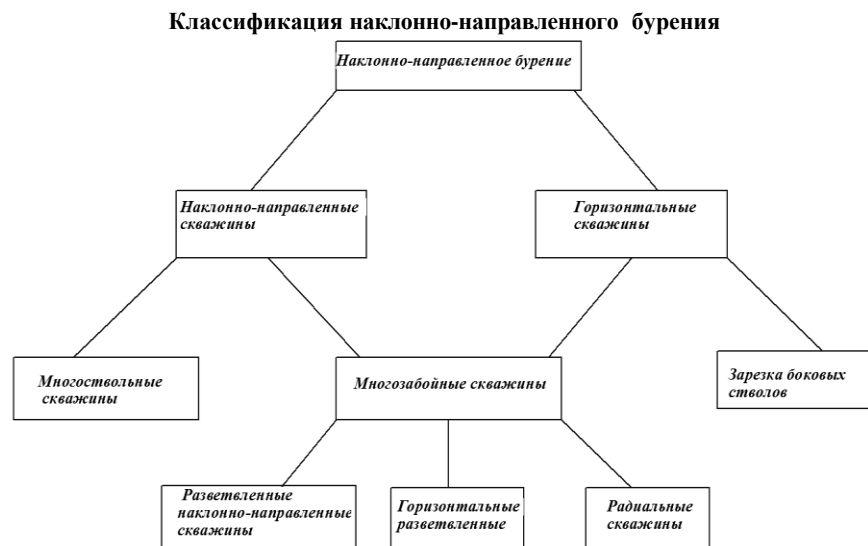 Классификация наклонно-направленного бурения
Наклонно-направленное бурение
Наклонно-направленные
скважины
Горизонтальные
скважины
Многоствольные
скважины
Многозабойные скважины
Зарезка боковых
стволов
Разветвленные
наклонно-направленные
скважины
Горизонтальные
разветвленные
Радиальные
скважины